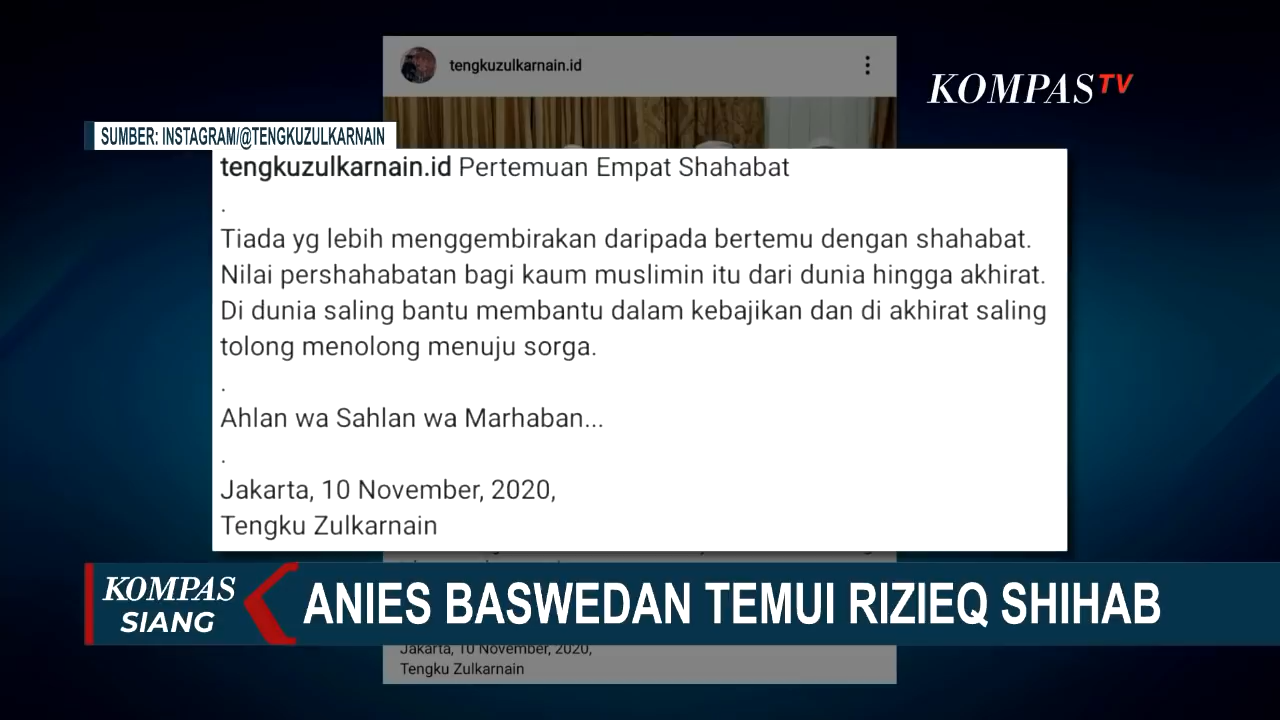 tengkuzulkarnain.id
KOMPASTV
SUMBER: INSTAGRAM/@TENGKUZULKARNAIN
tengkuzulkarnain.id Pertemuan Empat Shahabat
.
Tiada yg lebih menggembirakan daripada bertemu dengan shahabat.
Nilai pershahabatan bagi kaum muslimin itu dari dunia hingga akhirat.
Di dunia saling bantu membantu dalam kebajikan dan di akhirat saling
tolong menolong menuju sorga.
.
Ahlan wa Sahlan wa Marhaban...
.
Jakarta, 10 November, 2020,
Tengku Zulkarnain
KOMPAS
SIANG
ANIES BASWEDAN TEMUI RIZIEQ SHIHAB
Jakarta, 10 November, 2020,
Tengku Zulkarnain